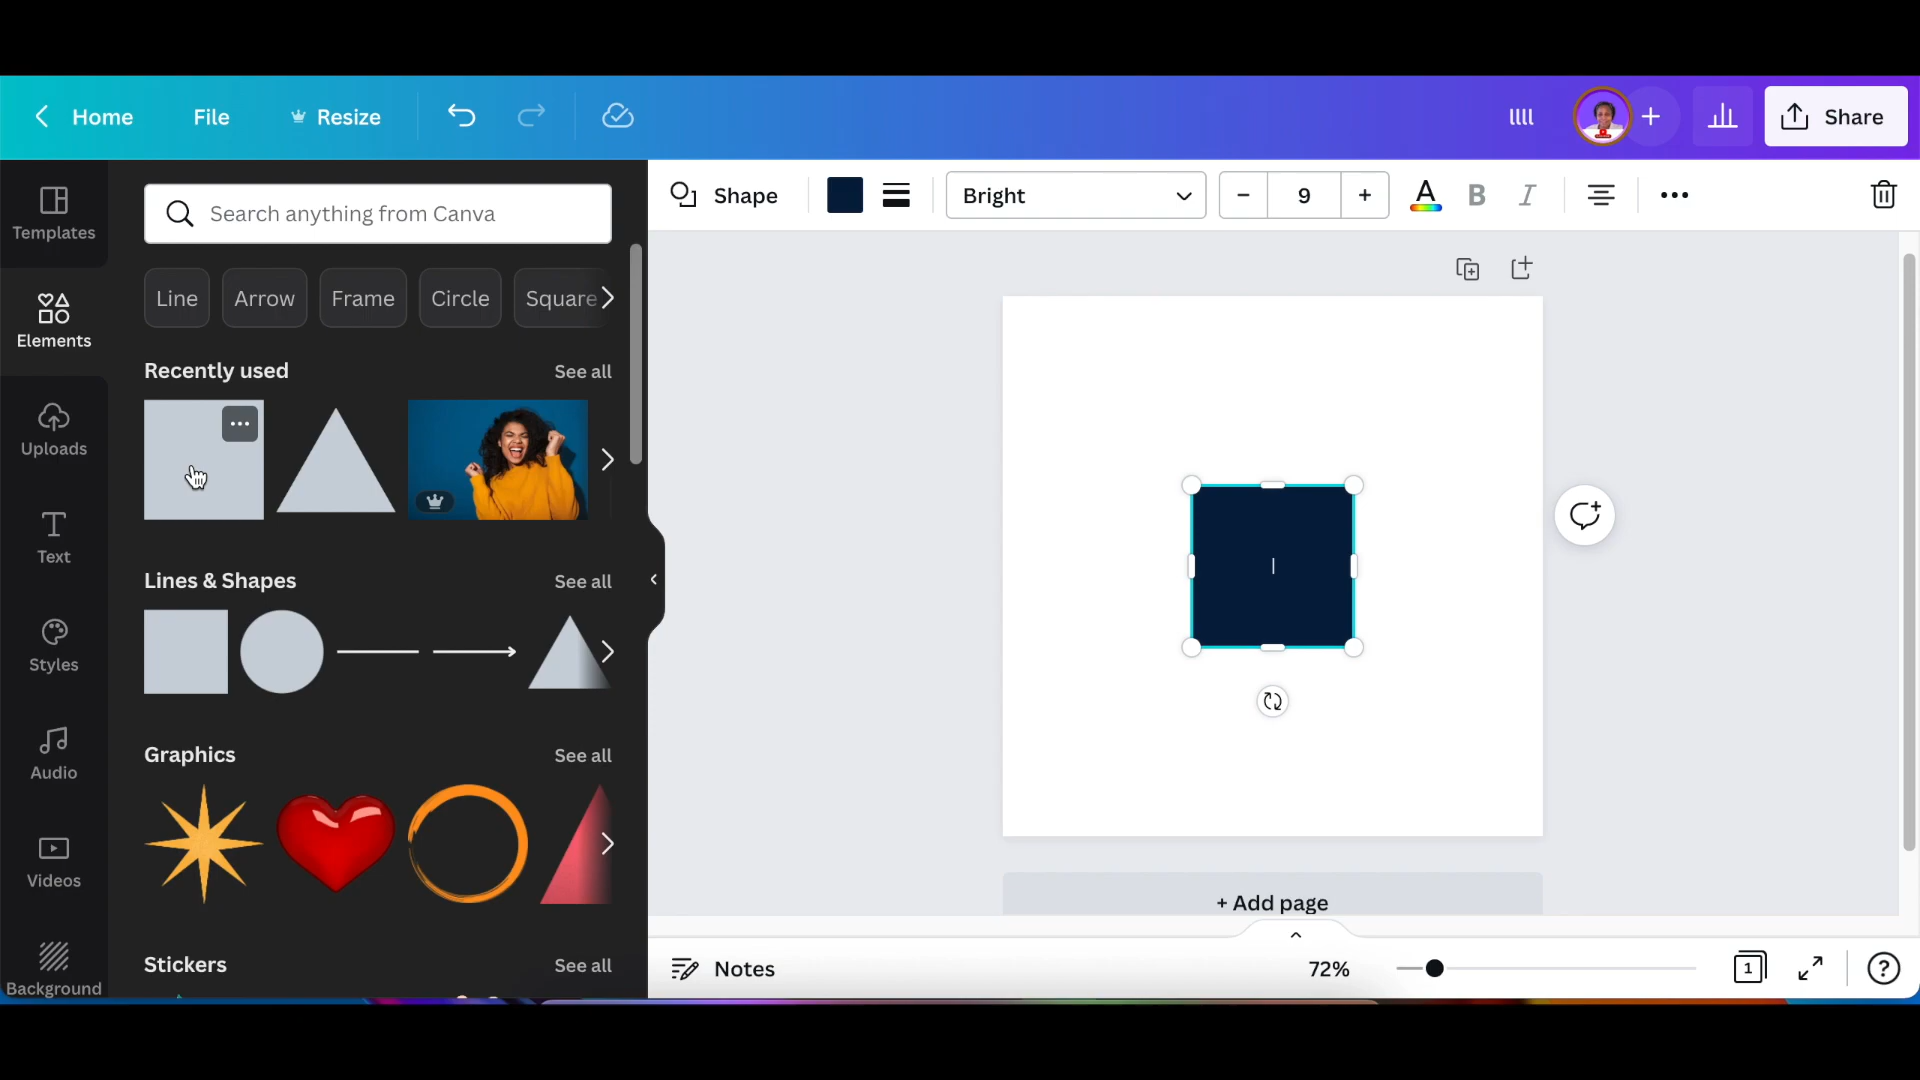 Home File Resize Share
Templates
Elements
Uploads
Text
Styles
Audio
Videos
Background
Search anything from Canva
Line Arrow Frame Circle Square
Recently used See all
Lines & Shapes See all
Graphics See all
Stickers See all
Shape Bright − 9 + A B I
+ Add page
Notes 72% 1 ?